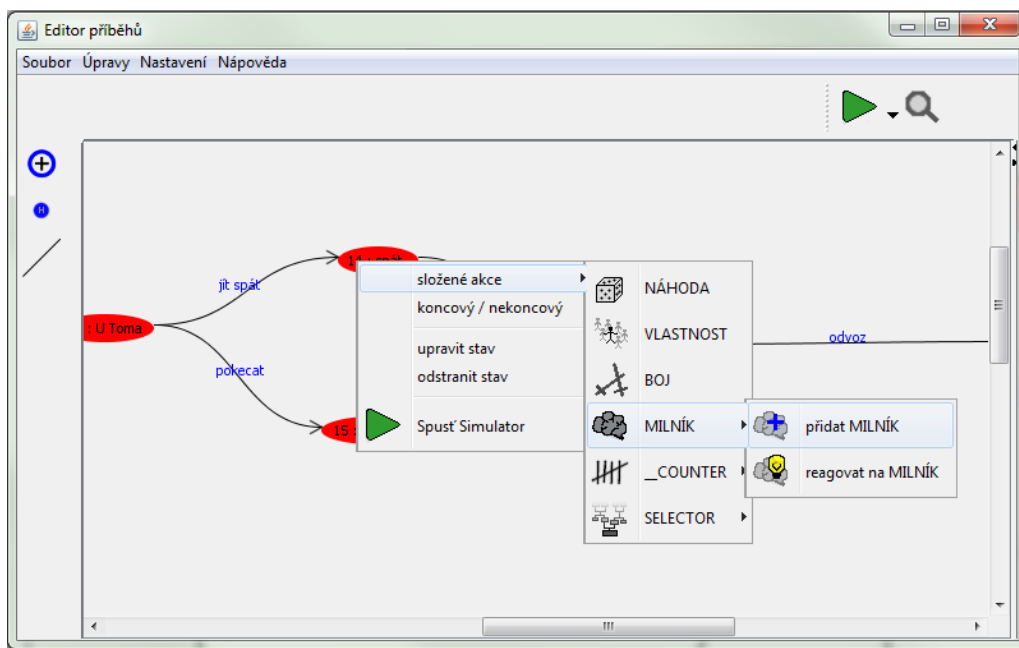 Editor příběhů
Soubor Úpravy Nastavení Nápověda
H
jít spát
složené akce
koncový / nekoncový
upravit stav
odstranit stav
Spusť Simulator
NÁHODA
VLASTNOST
BOJ
MILNÍK
__COUNTER
SELECTOR
přidat MILNÍK
reagovat na MILNÍK
: U Toma
odvoz
pokecat
15 :